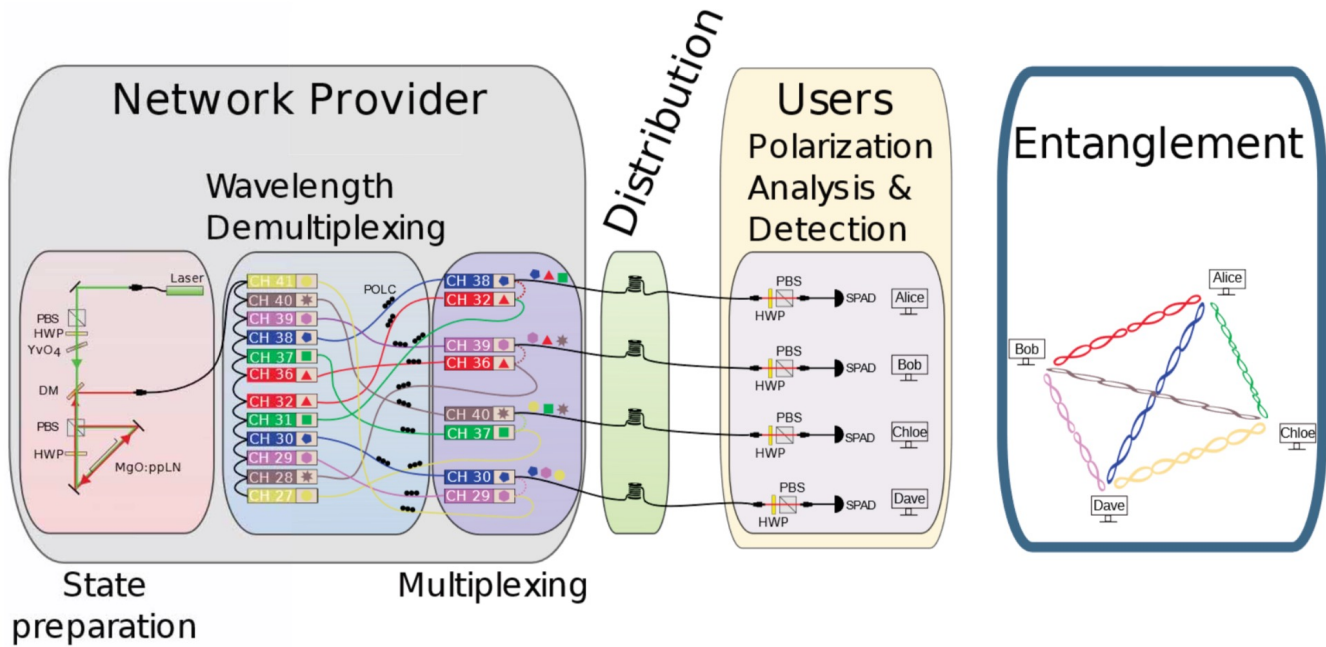 Network Provider
Distribution
Users
Polarization
Analysis &
Detection
Entanglement
Wavelength
Demultiplexing
Laser
PBS
HWP
YvO4
DM
PBS
HWP
MgO:ppLN
CH 41
CH 40
CH 39
CH 38
CH 37
CH 36
CH 32
CH 31
CH 30
CH 29
CH 28
CH 27
POLC
CH 38
CH 32
CH 39
CH 36
CH 40
CH 37
CH 30
CH 29
PBS
HWP
SPAD
Alice
PBS
HWP
SPAD
Bob
PBS
HWP
SPAD
Chloe
PBS
HWP
SPAD
Dave
Alice
Bob
Chloe
Dave
State
preparation
Multiplexing